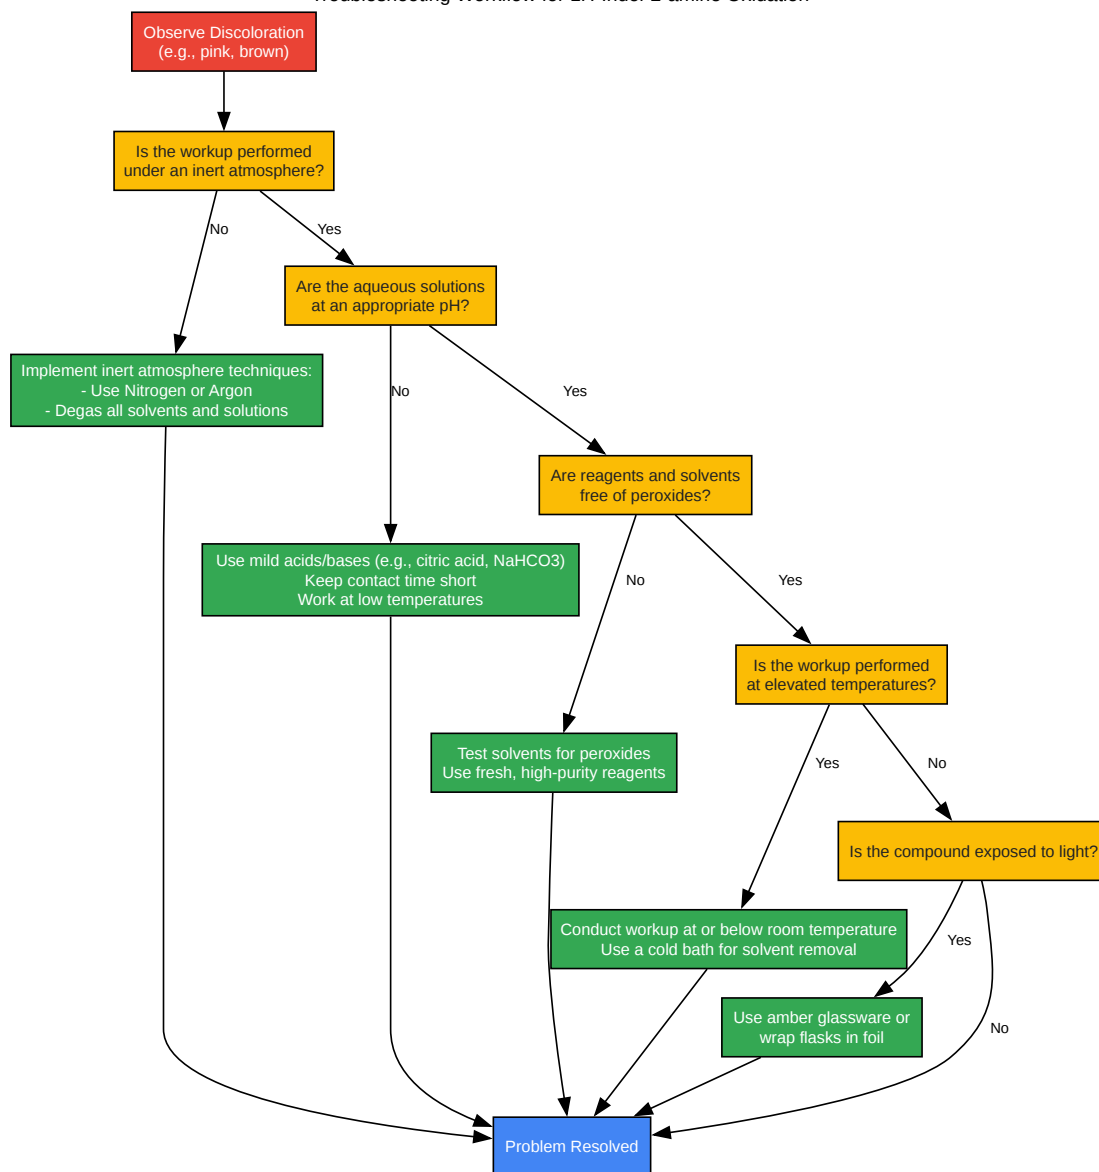 Observe Discoloration
(e.g., pink, brown)
Is the workup performed
under an inert atmosphere?
No
Yes
Are the aqueous solutions
at an appropriate pH?
Implement inert atmosphere techniques:
- Use Nitrogen or Argon
- Degas all solvents and solutions
No
Yes
Are reagents and solvents
free of peroxides?
Use mild acids/bases (e.g., citric acid, NaHCO3)
Keep contact time short
Work at low temperatures
No
Yes
Is the workup performed
at elevated temperatures?
Test solvents for peroxides
Use fresh, high-purity reagents
Yes
No
Is the compound exposed to light?
Conduct workup at or below room temperature
Use a cold bath for solvent removal
Yes
Use amber glassware or
wrap flasks in foil
No
Problem Resolved